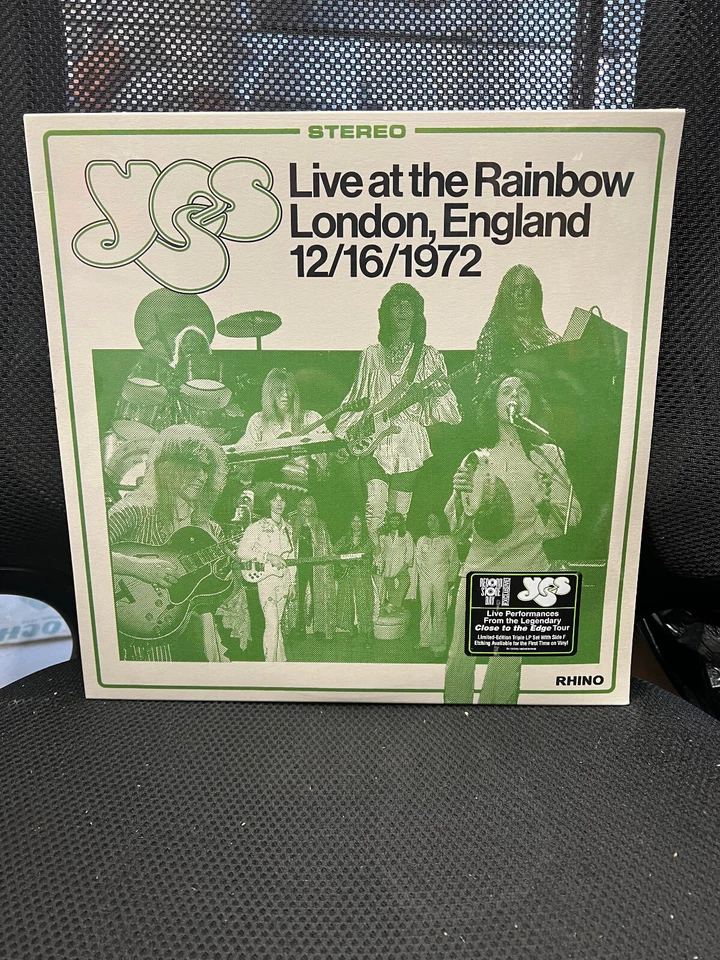 STEREO
yes
Live at the Rainbow
London, England
12/16/1972
RECORD
STORE
DAY
yes
Live Performances
From the Legendary
Close to the Edge Tour
Limited-Edition Triple LP Set With Side F
Etching Available for the First Time on Vinyl
RHINO
OCH